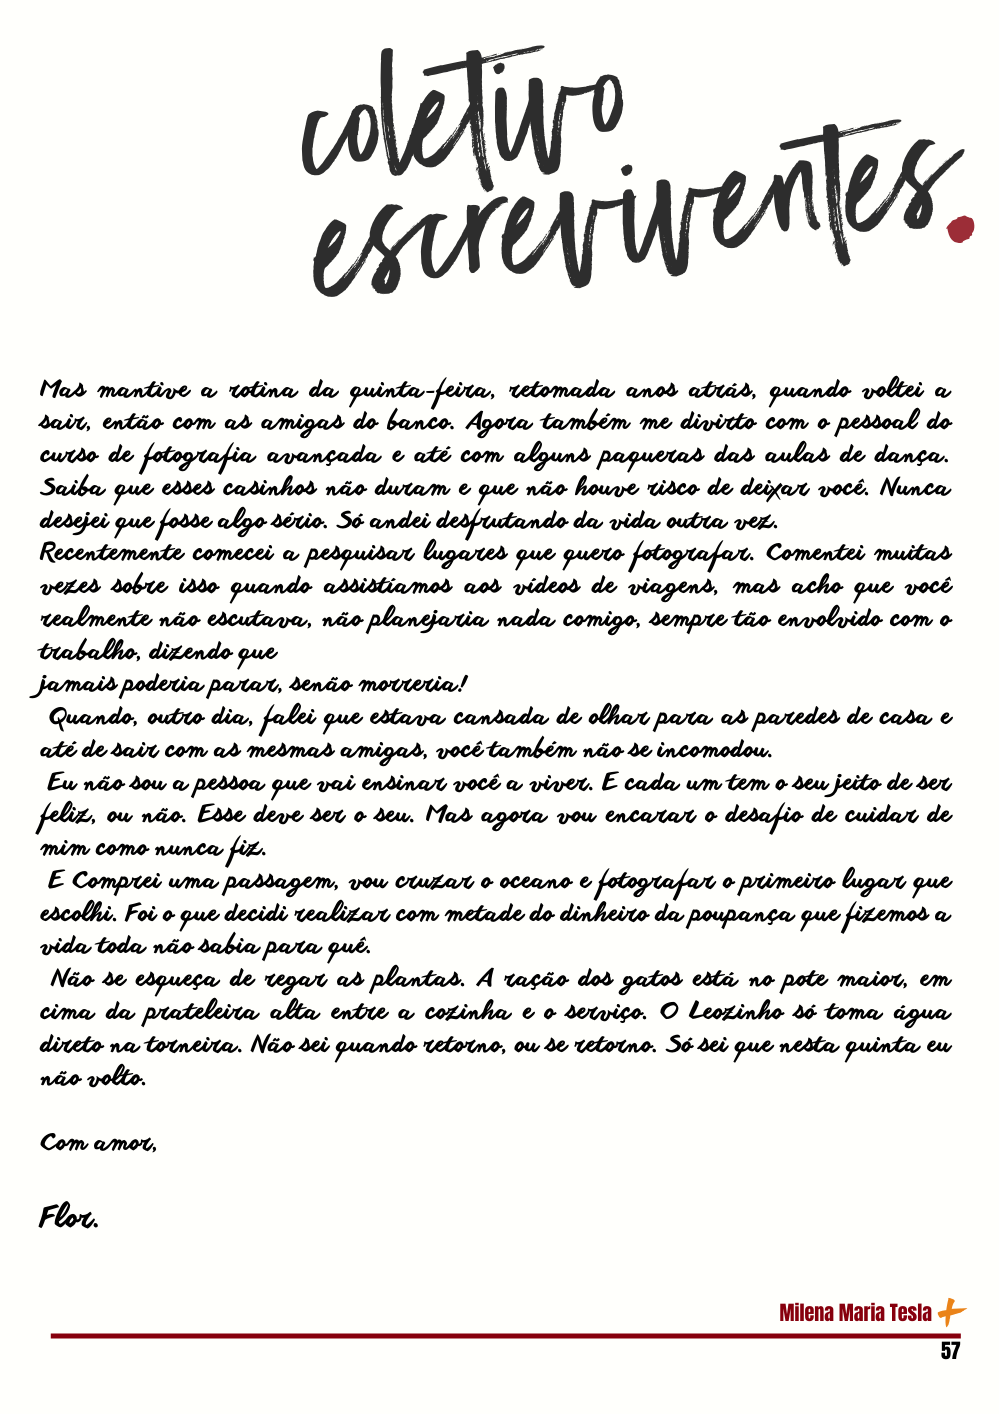 coletivo
escreviventes.
Mas mantive a rotina da quinta-feira, retomada anos atrás, quando voltei a
sair, então com as amigas do banco. Agora também me divirto com o pessoal do
curso de fotografia avançada e até com alguns paqueras das aulas de dança.
Saiba que esses casinhos não duram e que não houve risco de deixar você. Nunca
desejei que fosse algo sério. Só andei desfrutando da vida outra vez.
Recentemente comecei a pesquisar lugares que quero fotografar. Comentei muitas
vezes sobre isso quando assistíamos aos vídeos de viagens, mas acho que você
realmente não escutava, não planejaria nada comigo, sempre tão envolvido com o
trabalho, dizendo que
jamais poderia parar, senão morreria!
Quando, outro dia, falei que estava cansada de olhar para as paredes de casa e
até de sair com as mesmas amigas, você também não se incomodou.
Eu não sou a pessoa que vai ensinar você a viver. E cada um tem o seu jeito de ser
feliz, ou não. Esse deve ser o seu. Mas agora vou encarar o desafio de cuidar de
mim como nunca fiz.
E Comprei uma passagem, vou cruzar o oceano e fotografar o primeiro lugar que
escolhi. Foi o que decidi realizar com metade do dinheiro da poupança que fizemos a
vida toda não sabia para quê.
Não se esqueça de regar as plantas. A ração dos gatos está no pote maior, em
cima da prateleira alta entre a cozinha e o serviço. O Leozinho só toma água
direto na torneira. Não sei quando retorno, ou se retorno. Só sei que nesta quinta eu
não volto.
Com amor,
Flor.
Milena Maria Tesla
57